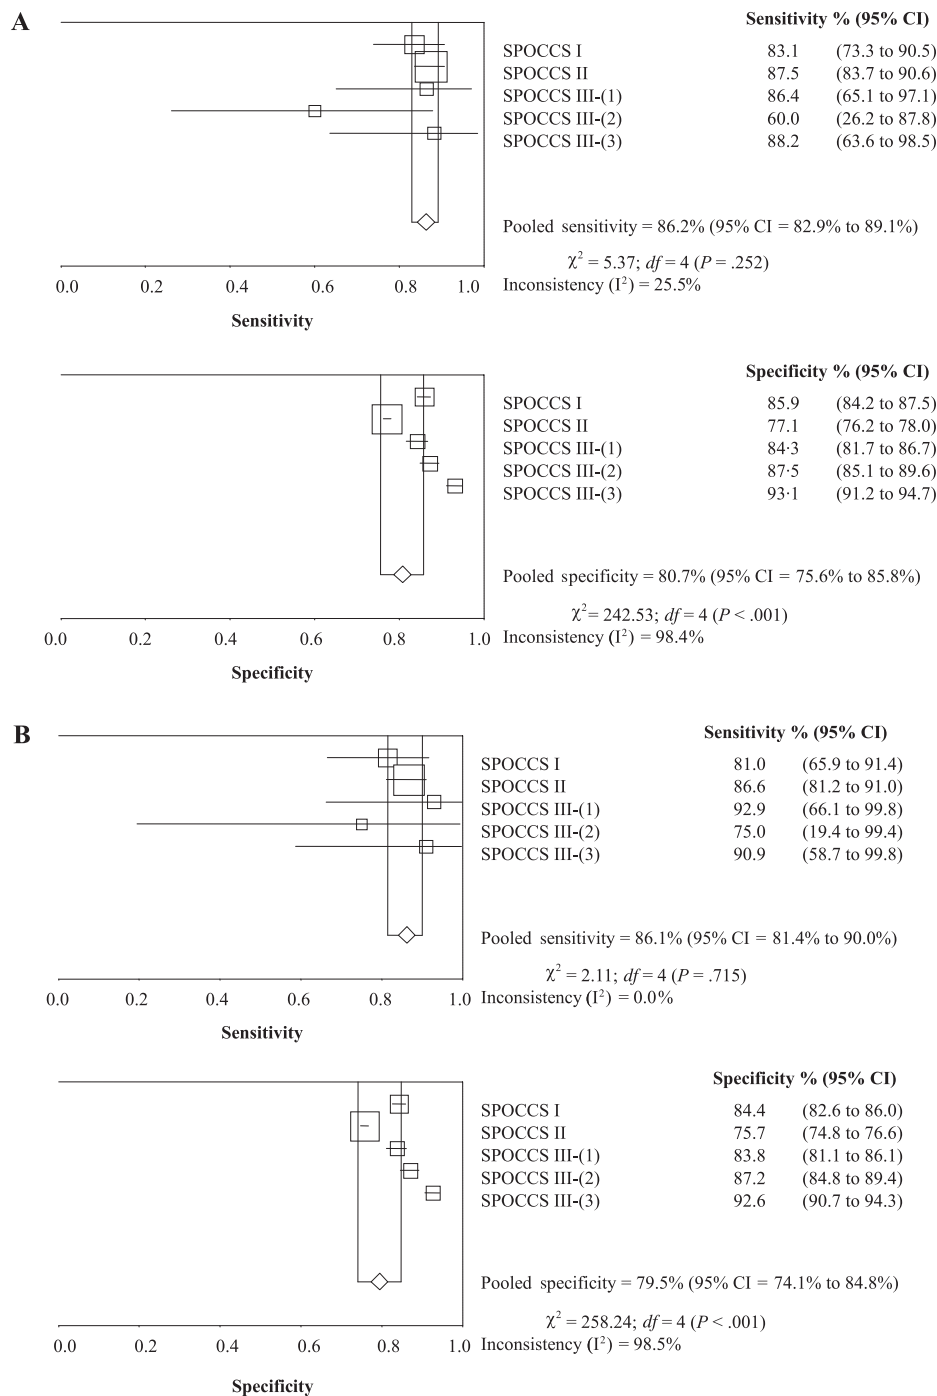 A
Sensitivity % (95% CI)
SPOCCS I 83.1 (73.3 to 90.5)
SPOCCS II 87.5 (83.7 to 90.6)
SPOCCS III-(1) 86.4 (65.1 to 97.1)
SPOCCS III-(2) 60.0 (26.2 to 87.8)
SPOCCS III-(3) 88.2 (63.6 to 98.5)
Pooled sensitivity = 86.2% (95% CI = 82.9% to 89.1%)
χ² = 5.37; df = 4 (P = .252)
Inconsistency (I²) = 25.5%
0.0 0.2 0.4 0.6 0.8 1.0
Sensitivity
Specificity % (95% CI)
SPOCCS I 85.9 (84.2 to 87.5)
SPOCCS II 77.1 (76.2 to 78.0)
SPOCCS III-(1) 84·3 (81.7 to 86.7)
SPOCCS III-(2) 87·5 (85.1 to 89.6)
SPOCCS III-(3) 93·1 (91.2 to 94.7)
Pooled specificity = 80.7% (95% CI = 75.6% to 85.8%)
χ²= 242.53; df = 4 (P < .001)
Inconsistency (I²) = 98.4%
0.0 0.2 0.4 0.6 0.8 1.0
Specificity
B
Sensitivity % (95% CI)
SPOCCS I 81.0 (65.9 to 91.4)
SPOCCS II 86.6 (81.2 to 91.0)
SPOCCS III-(1) 92.9 (66.1 to 99.8)
SPOCCS III-(2) 75.0 (19.4 to 99.4)
SPOCCS III-(3) 90.9 (58.7 to 99.8)
Pooled sensitivity = 86.1% (95% CI = 81.4% to 90.0%)
χ² = 2.11; df = 4 (P = .715)
Inconsistency (I²) = 0.0%
0.0 0.2 0.4 0.6 0.8 1.0
Sensitivity
Specificity % (95% CI)
SPOCCS I 84.4 (82.6 to 86.0)
SPOCCS II 75.7 (74.8 to 76.6)
SPOCCS III-(1) 83.8 (81.1 to 86.1)
SPOCCS III-(2) 87.2 (84.8 to 89.4)
SPOCCS III-(3) 92.6 (90.7 to 94.3)
Pooled specificity = 79.5% (95% CI = 74.1% to 84.8%)
χ² = 258.24; df = 4 (P < .001)
Inconsistency (I²) = 98.5%
0.0 0.2 0.4 0.6 0.8 1.0
Specificity